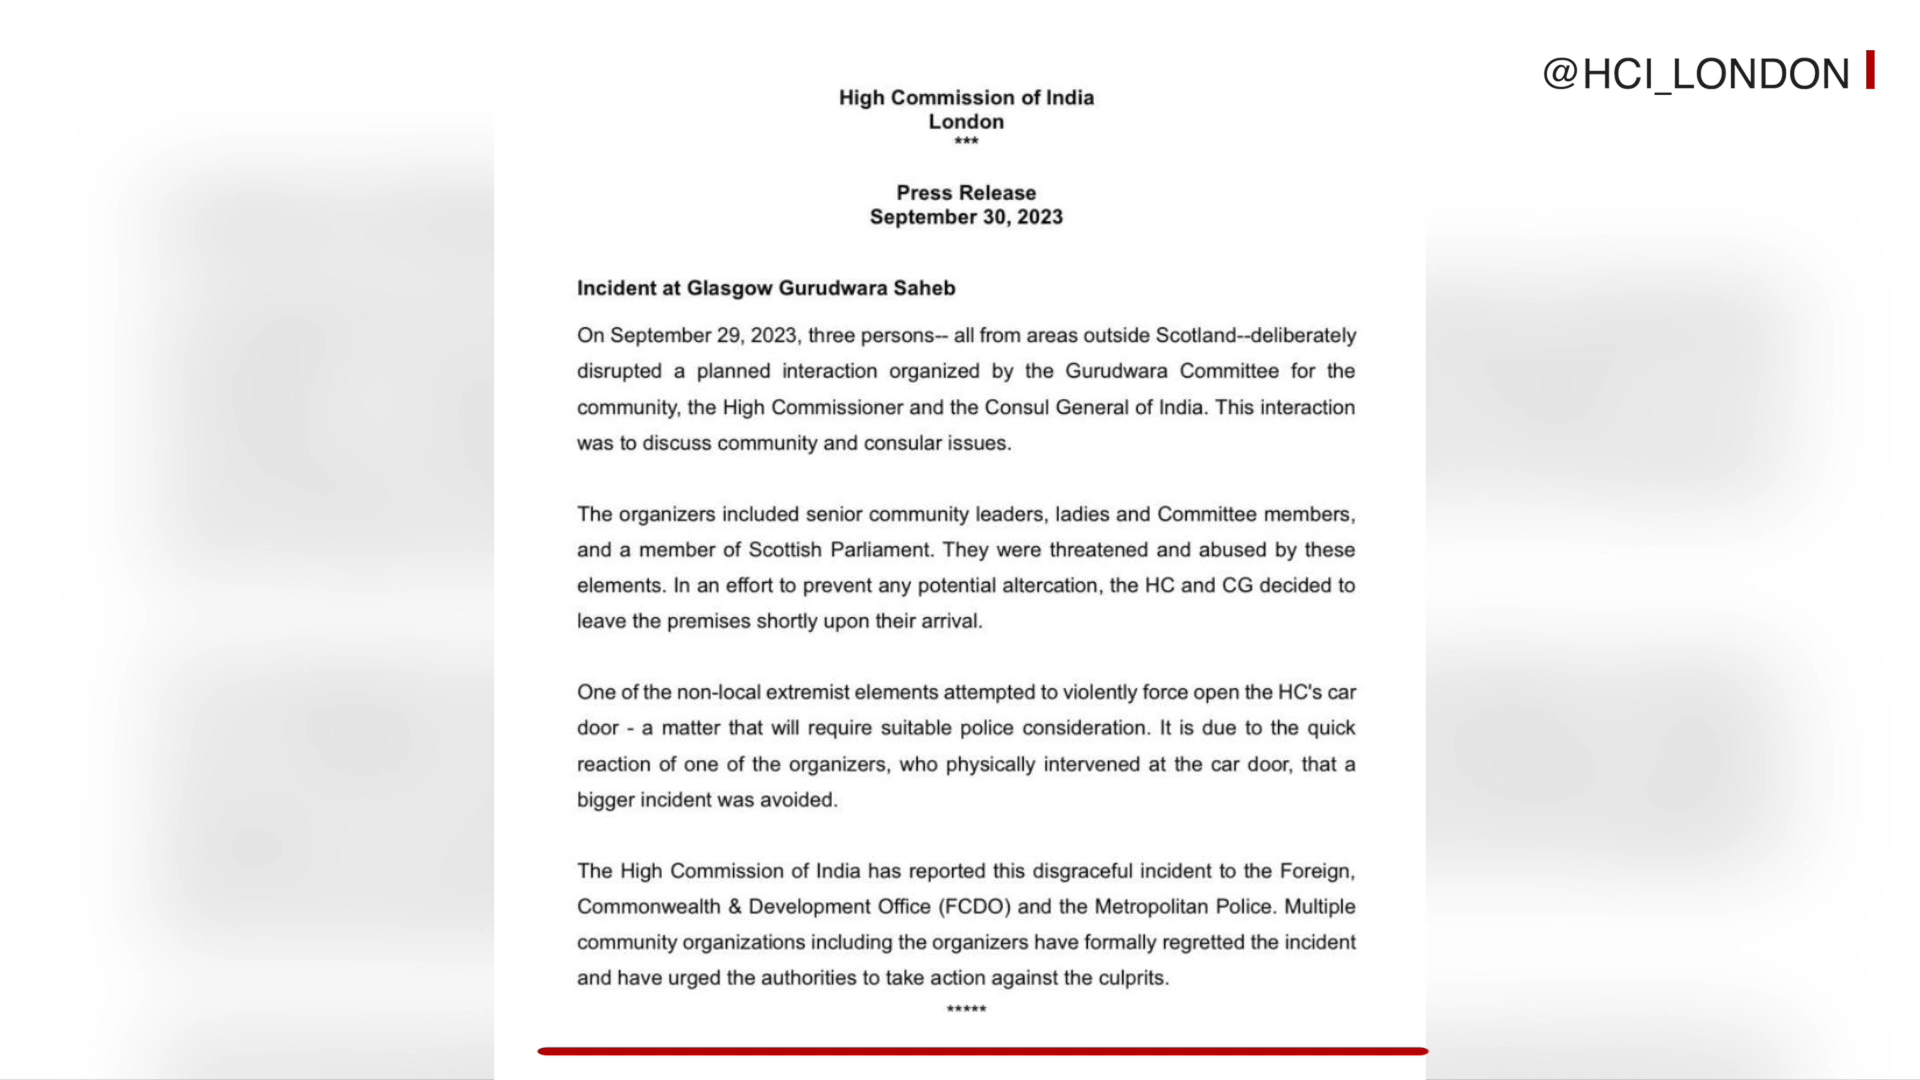 @HCI_LONDON
High Commission of India
London
***
Press Release
September 30, 2023
Incident at Glasgow Gurudwara Saheb
On September 29, 2023, three persons-- all from areas outside Scotland--deliberately
disrupted a planned interaction organized by the Gurudwara Committee for the
community, the High Commissioner and the Consul General of India. This interaction
was to discuss community and consular issues.
The organizers included senior community leaders, ladies and Committee members,
and a member of Scottish Parliament. They were threatened and abused by these
elements. In an effort to prevent any potential altercation, the HC and CG decided to
leave the premises shortly upon their arrival.
One of the non-local extremist elements attempted to violently force open the HC's car
door - a matter that will require suitable police consideration. It is due to the quick
reaction of one of the organizers, who physically intervened at the car door, that a
bigger incident was avoided.
The High Commission of India has reported this disgraceful incident to the Foreign,
Commonwealth & Development Office (FCDO) and the Metropolitan Police. Multiple
community organizations including the organizers have formally regretted the incident
and have urged the authorities to take action against the culprits.
*****